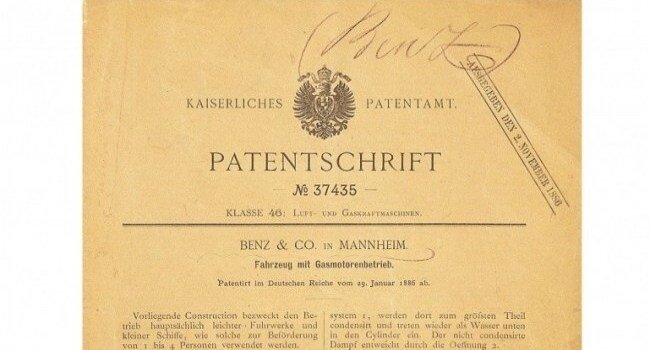 (Benz)
AUSGEGEBEN DEN 2. NOVEMBER 1886
KAISERLICHES PATENTAMT.
PATENTSCHRIFT
№ 37435
KLASSE 46: LUFT- UND GASKRAFTMASCHINEN.
BENZ & CO. IN MANNHEIM.
Fahrzeug mit Gasmotorenbetrieb.
Patentirt im Deutschen Reiche vom 29. Januar 1886 ab.
Vorliegende Construction bezweckt den Be-
trieb hauptsächlich leichter Fuhrwerke und
kleiner Schiffe, wie solche zur Beförderung
von 1 bis 4 Personen verwendet werden.
system 1, werden dort zum größten Theil
condensirt und treten wieder als Wasser unten
in den Cylinder ein. Der nicht condensirte
Dampf entweicht durch die Oeffnung 2.